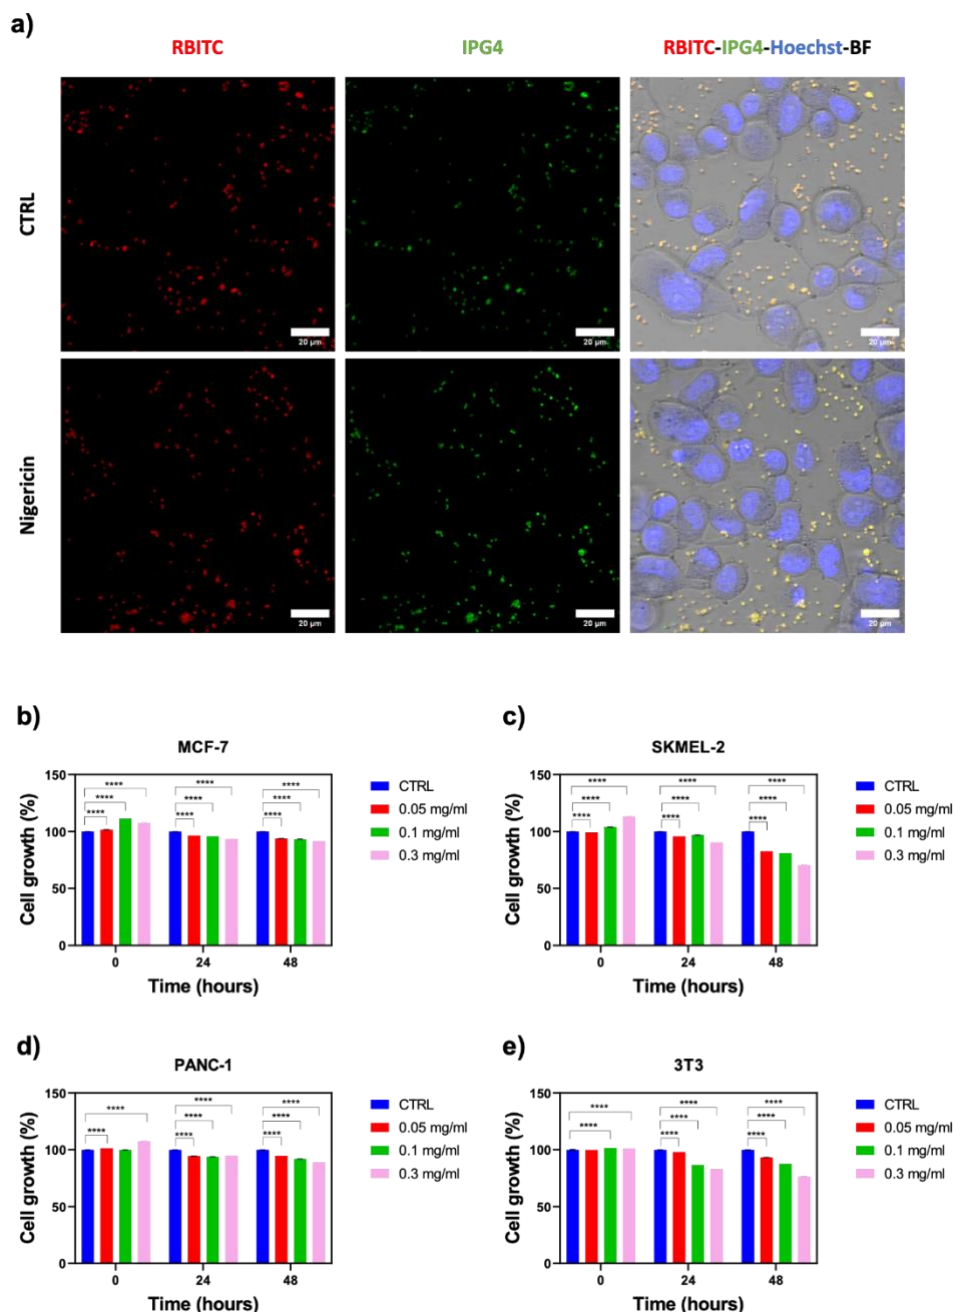 a)
RBITC
IPG4
RBITC-IPG4-Hoechst-BF
CTRL
20 μm
20 μm
20 μm
Nigericin
20 μm
20 μm
20 μm
b)
MCF-7
Cell growth (%)
150
100
50
0
****
****
****
****
****
****
****
****
****
0
24
48
Time (hours)
CTRL
0.05 mg/ml
0.1 mg/ml
0.3 mg/ml
c)
SKMEL-2
Cell growth (%)
150
100
50
0
****
****
****
****
****
****
****
****
****
0
24
48
Time (hours)
CTRL
0.05 mg/ml
0.1 mg/ml
0.3 mg/ml
d)
PANC-1
Cell growth (%)
150
100
50
0
****
****
****
****
****
****
****
****
0
24
48
Time (hours)
CTRL
0.05 mg/ml
0.1 mg/ml
0.3 mg/ml
e)
3T3
Cell growth (%)
150
100
50
0
****
****
****
****
****
****
****
****
0
24
48
Time (hours)
CTRL
0.05 mg/ml
0.1 mg/ml
0.3 mg/ml